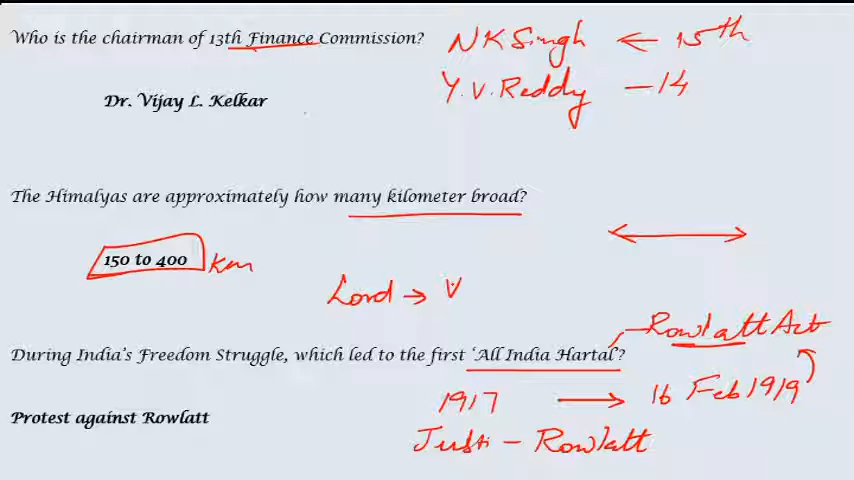 Who is the chairman of 13th Finance Commission?
NK Singh ← 15th
Y.V. Reddy - 14
Dr. Vijay L. Kelkar
The Himalyas are approximately how many kilometer broad?
150 to 400 Km
Lord → V
Rowlatt Act
During India's Freedom Struggle, which led to the first 'All India Hartal'?
1917 → 16 Feb 1919
Protest against Rowlatt
Justi - Rowlatt